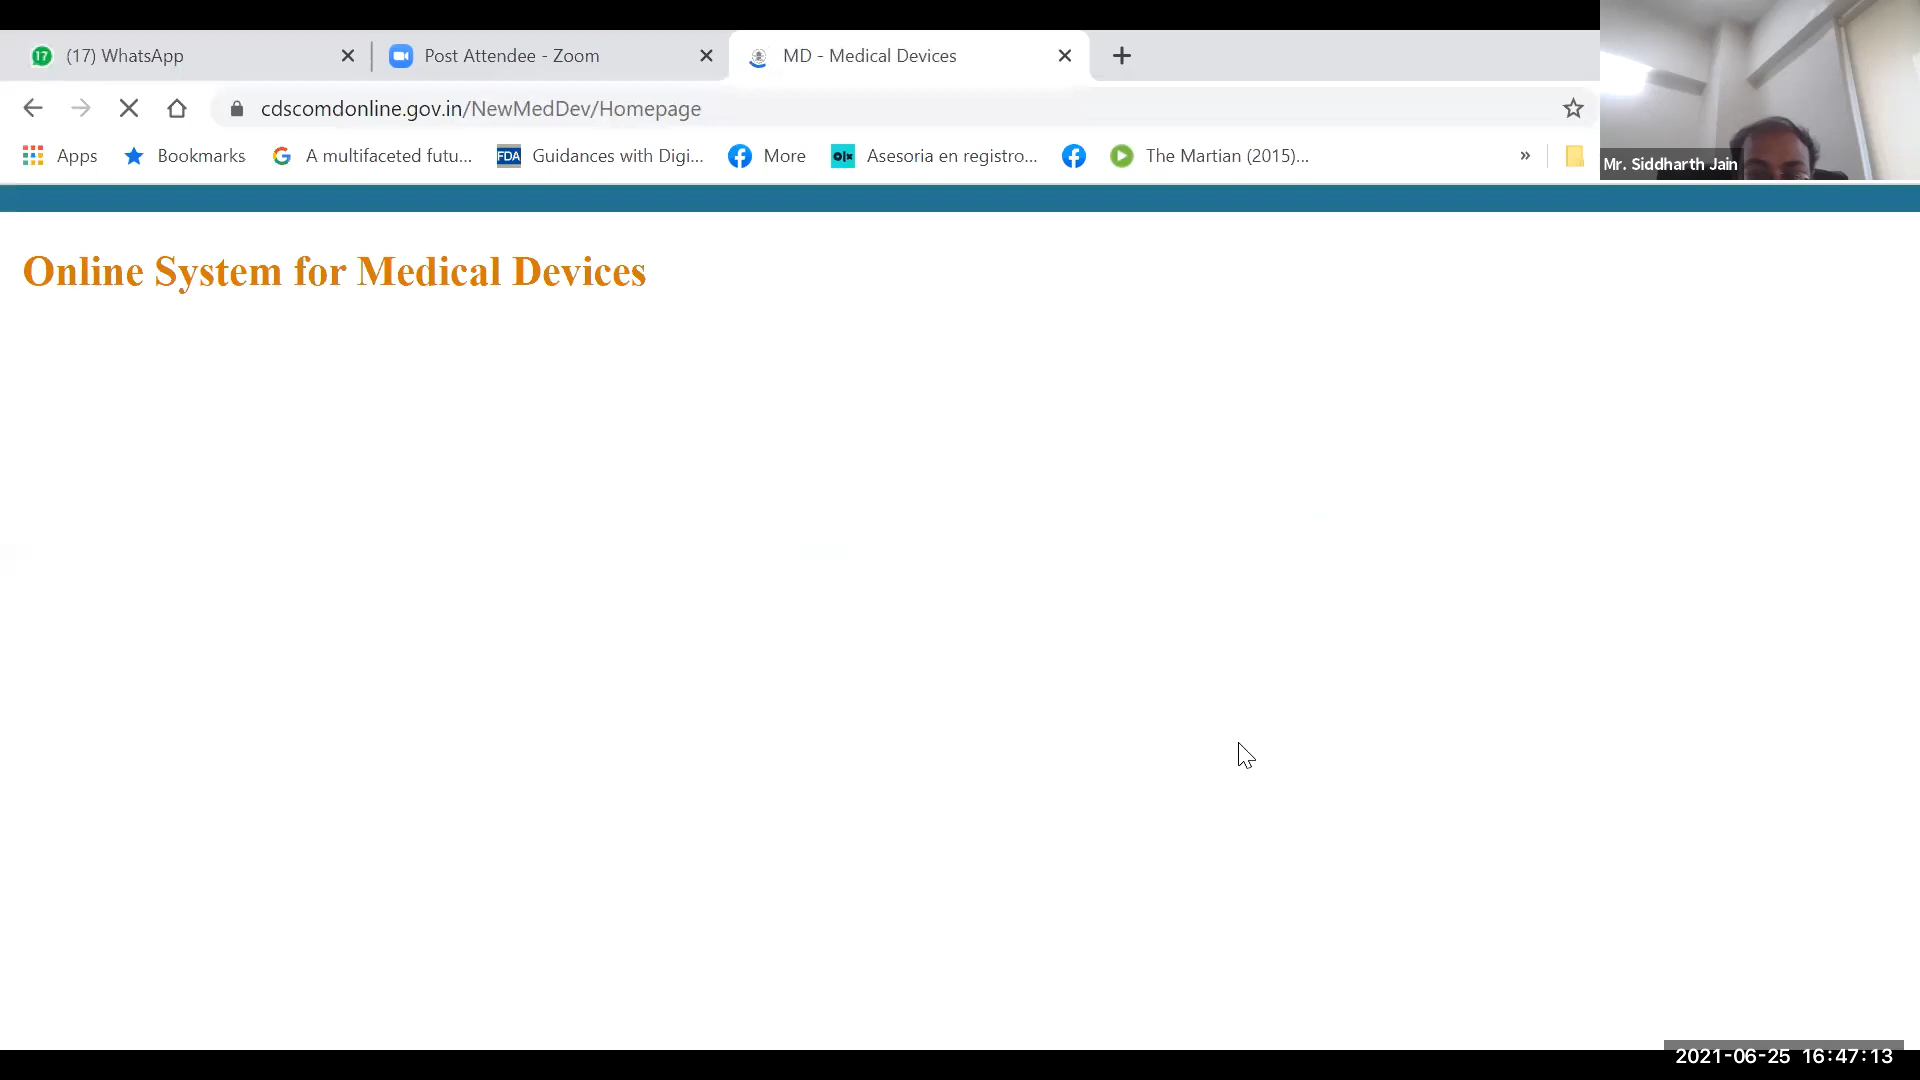 17 (17) WhatsApp
Post Attendee - Zoom
MD - Medical Devices
cdscomdonline.gov.in/NewMedDev/Homepage
Apps
Bookmarks
A multifaceted futu...
FDA Guidances with Digi...
More
olx Asesoria en registro...
The Martian (2015)...
»
Mr. Siddharth Jain
Online System for Medical Devices
2021-06-25 16:47:13